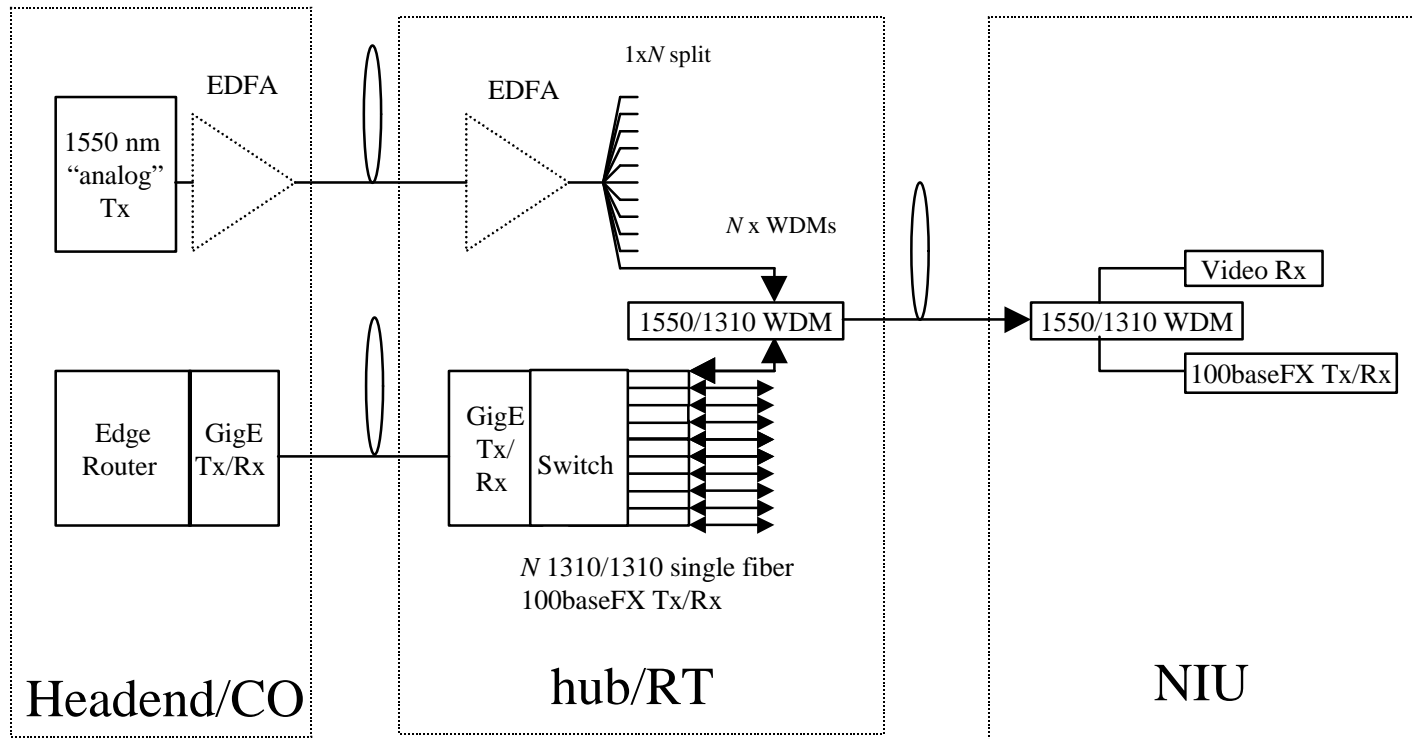 EDFA
1550 nm
“analog”
Tx
EDFA
1xN split
N x WDMs
1550/1310 WDM
Video Rx
1550/1310 WDM
100baseFX Tx/Rx
Edge
Router
GigE
Tx/Rx
GigE
Tx/
Rx
Switch
N 1310/1310 single fiber
100baseFX Tx/Rx
Headend/CO
hub/RT
NIU